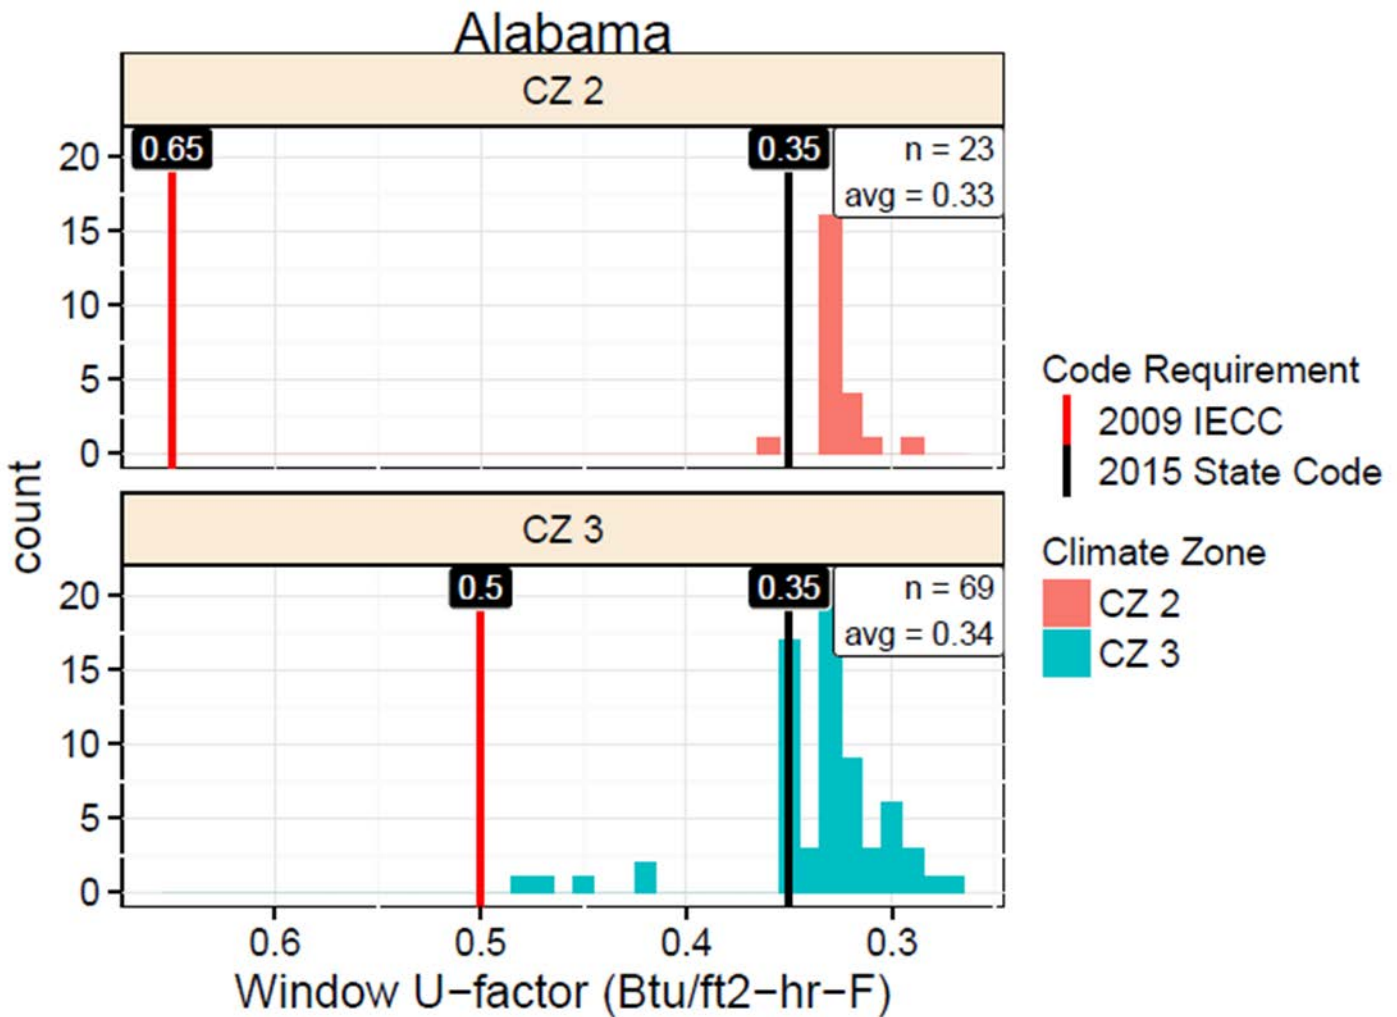 Alabama
CZ 2
0.65
0.35
n = 23
avg = 0.33
20
15
10
5
0
CZ 3
0.5
0.35
n = 69
avg = 0.34
20
15
10
5
0
count
0.6
0.5
0.4
0.3
Window U−factor (Btu/ft2−hr−F)
Code Requirement
2009 IECC
2015 State Code
Climate Zone
CZ 2
CZ 3